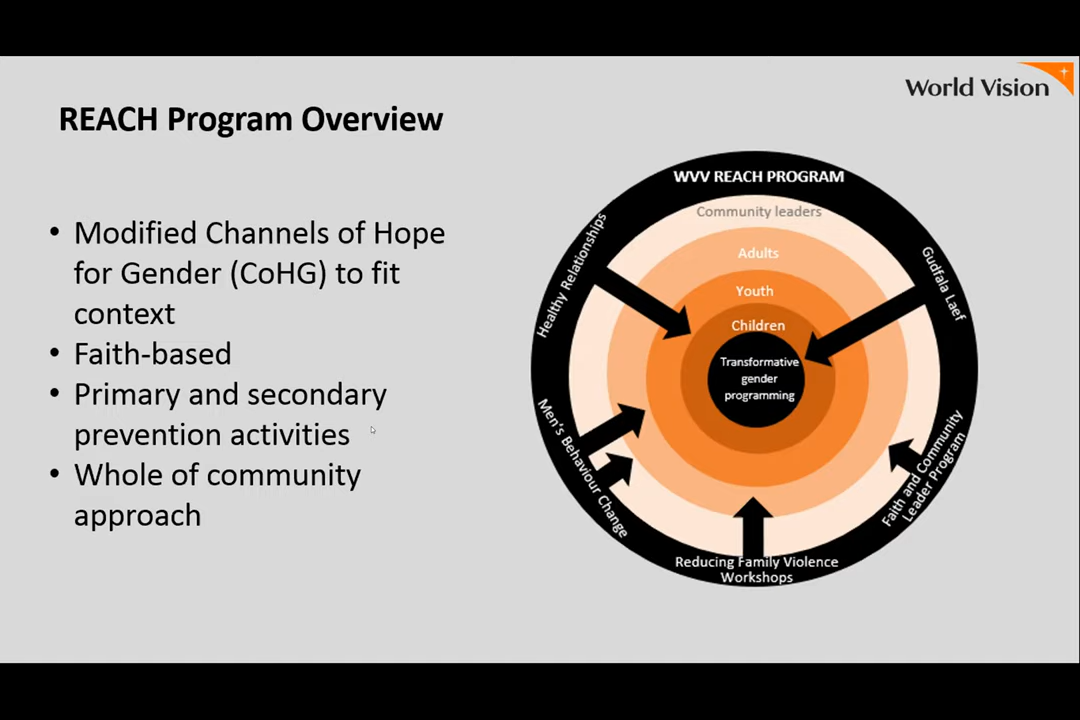 World Vision
REACH Program Overview
• Modified Channels of Hope
for Gender (CoHG) to fit
context
• Faith-based
• Primary and secondary
prevention activities
• Whole of community
approach
WVV REACH PROGRAM
Community leaders
Adults
Youth
Children
Transformative
gender
programming
Healthy Relationships
Gudfala Laef
Men's Behaviour Change
Faith and Community
Leader Program
Reducing Family Violence
Workshops